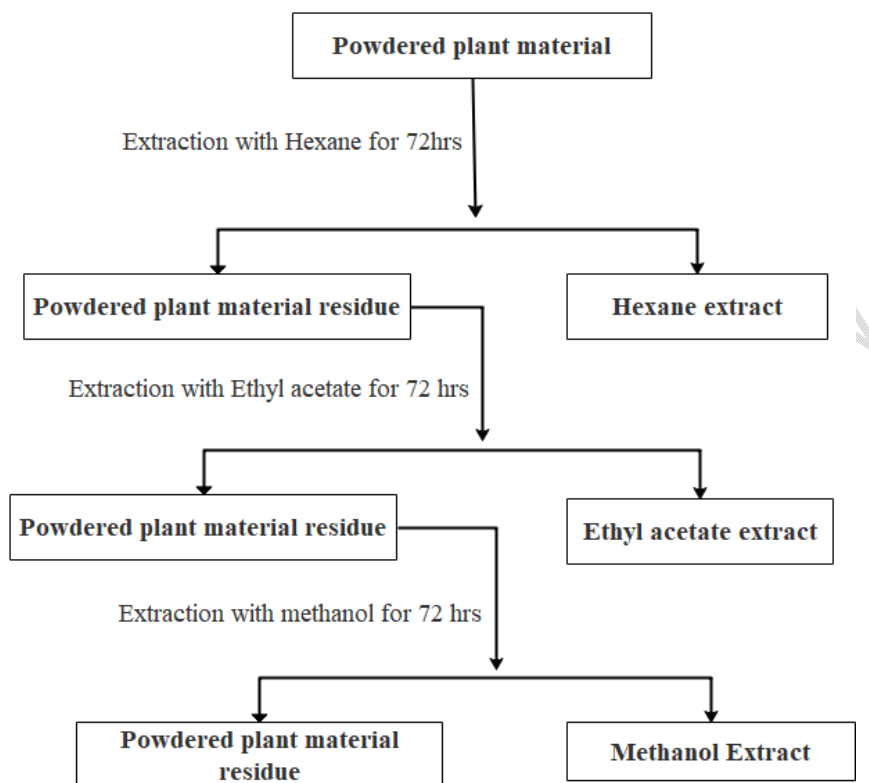 Powdered plant material
Extraction with Hexane for 72hrs
Powdered plant material residue
Hexane extract
Extraction with Ethyl acetate for 72 hrs
Powdered plant material residue
Ethyl acetate extract
Extraction with methanol for 72 hrs
Powdered plant material
residue
Methanol Extract